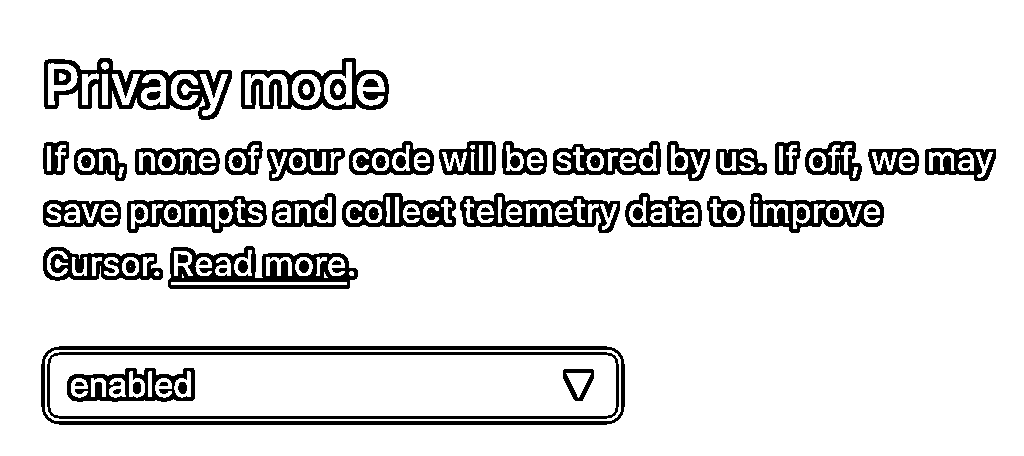 Privacy mode
If on, none of your code will be stored by us. If off, we may
save prompts and collect telemetry data to improve
Cursor. Read more.
enabled